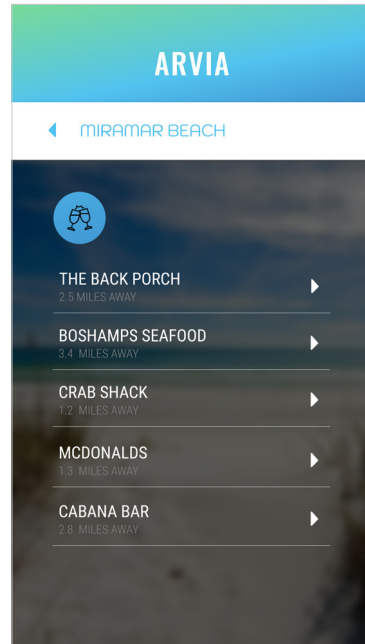 ARVIA
MIRAMAR BEACH
THE BACK PORCH
2.5 MILES AWAY
BOSHAMPS SEAFOOD
3.4 MILES AWAY
CRAB SHACK
1.2 MILES AWAY
MCDONALDS
1.3 MILES AWAY
CABANA BAR
2.8 MILES AWAY